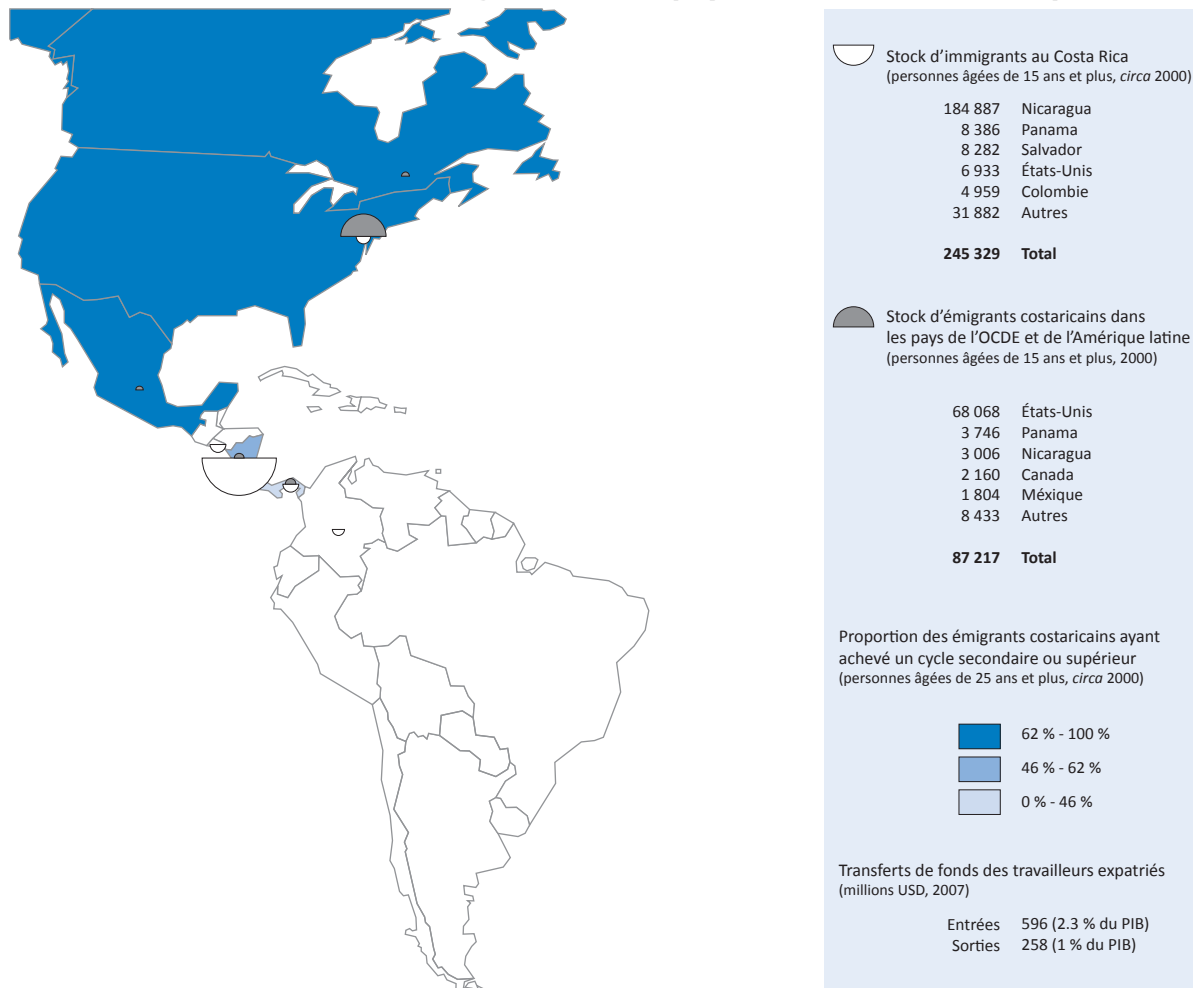 Stock d’immigrants au Costa Rica
(personnes âgées de 15 ans et plus, circa 2000)
184 887 Nicaragua
8 386 Panama
8 282 Salvador
6 933 États-Unis
4 959 Colombie
31 882 Autres
245 329 Total
Stock d’émigrants costaricains dans
les pays de l’OCDE et de l’Amérique latine
(personnes âgées de 15 ans et plus, 2000)
68 068 États-Unis
3 746 Panama
3 006 Nicaragua
2 160 Canada
1 804 Méxique
8 433 Autres
87 217 Total
Proportion des émigrants costaricains ayant
achevé un cycle secondaire ou supérieur
(personnes âgées de 25 ans et plus, circa 2000)
62 % - 100 %
46 % - 62 %
0 % - 46 %
Transferts de fonds des travailleurs expatriés
(millions USD, 2007)
Entrées 596 (2.3 % du PIB)
Sorties 258 (1 % du PIB)